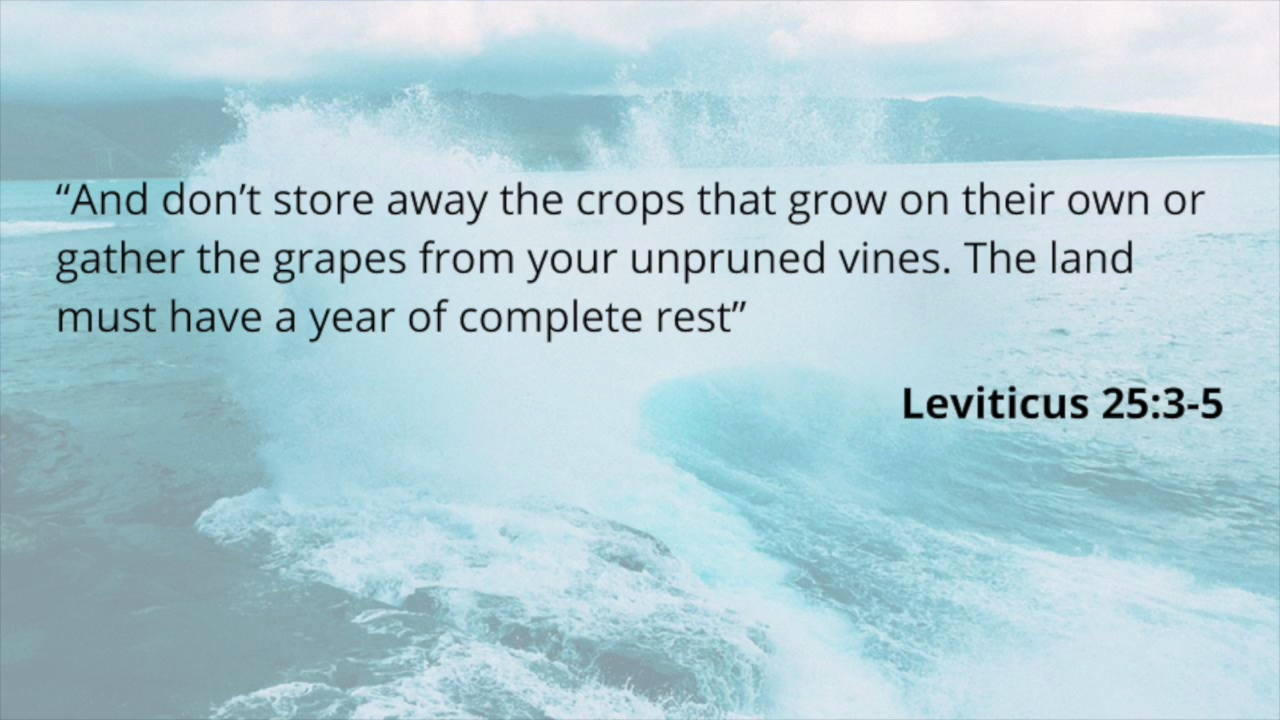 “And don’t store away the crops that grow on their own or
gather the grapes from your unpruned vines. The land
must have a year of complete rest”
Leviticus 25:3-5